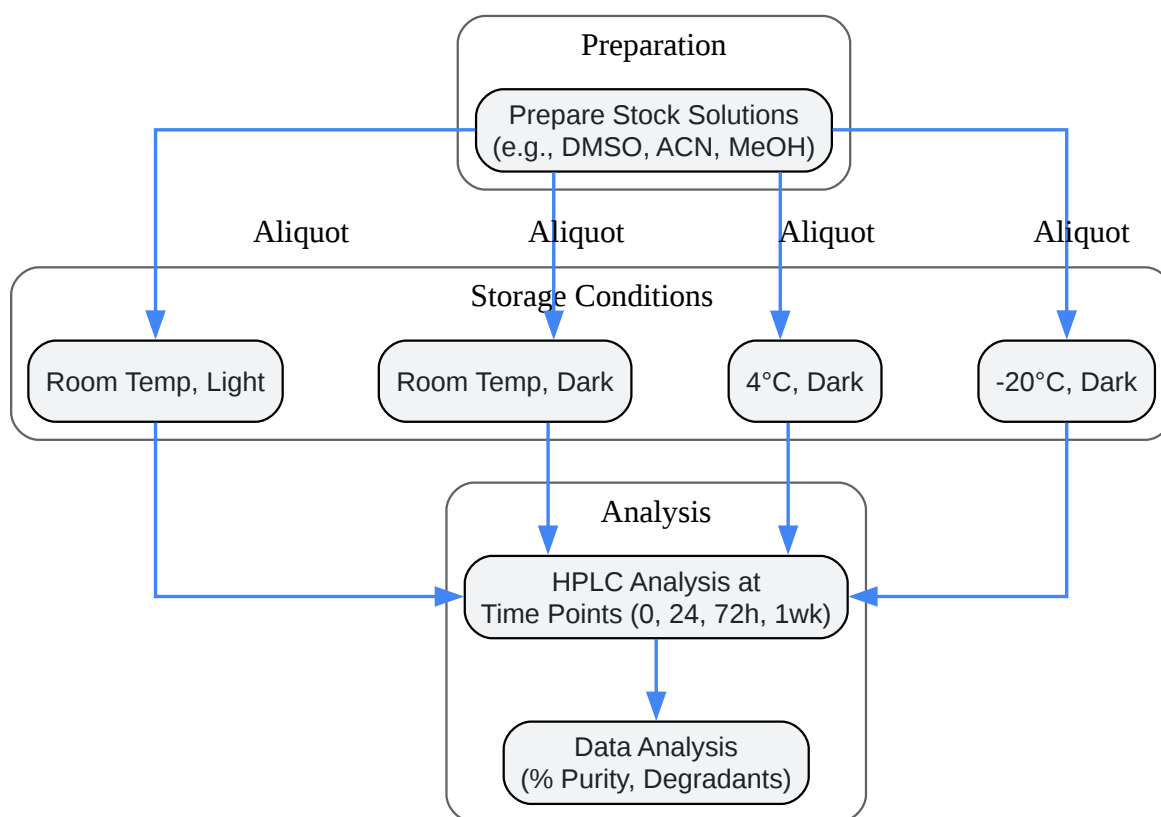 Preparation
Prepare Stock Solutions
(e.g., DMSO, ACN, MeOH)
Aliquot
Aliquot
Aliquot
Aliquot
Storage Conditions
Room Temp, Light
Room Temp, Dark
4°C, Dark
-20°C, Dark
Analysis
HPLC Analysis at
Time Points (0, 24, 72h, 1wk)
Data Analysis
(% Purity, Degradants)